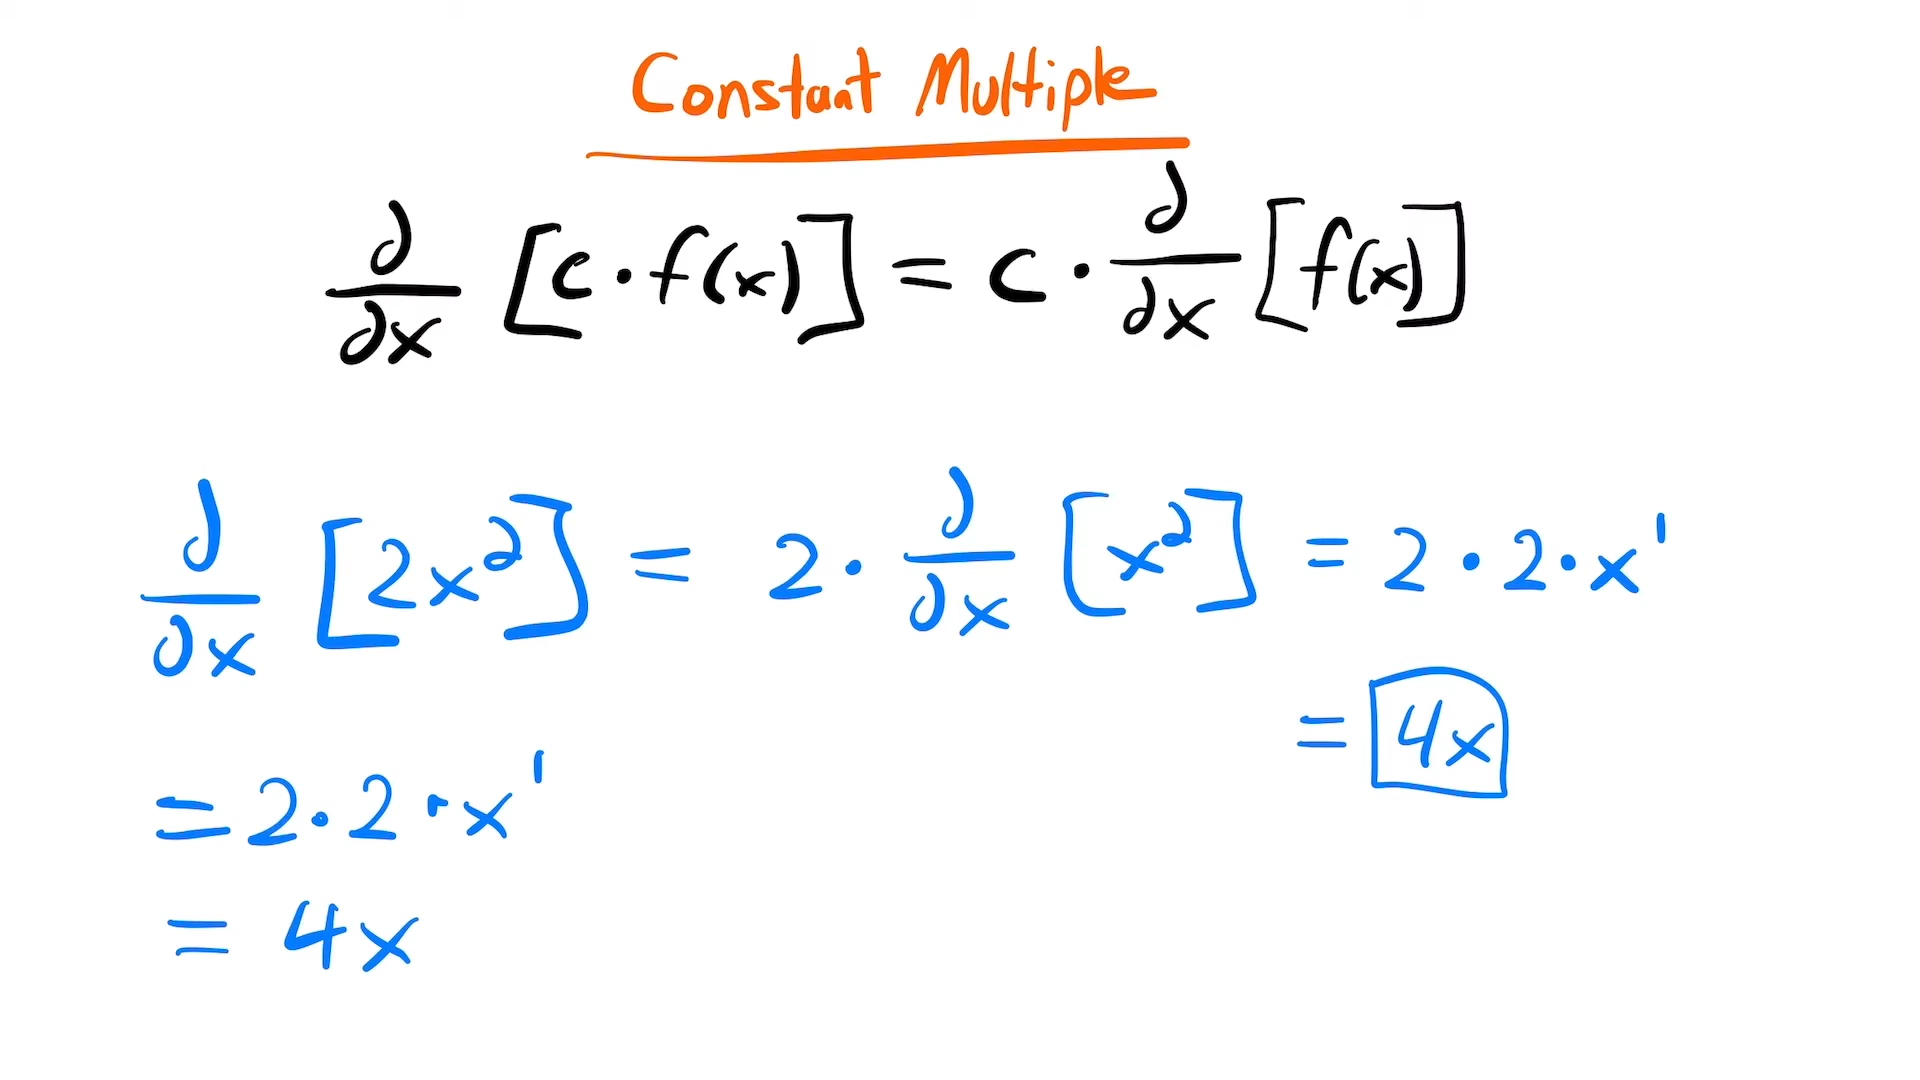 Constant Multiple
∂/∂x [c · f(x)] = c · ∂/∂x [f(x)]
∂/∂x [2x²] = 2 · ∂/∂x [x²] = 2 · 2 · x¹
= 4x
= 2 · 2 · x¹
= 4x